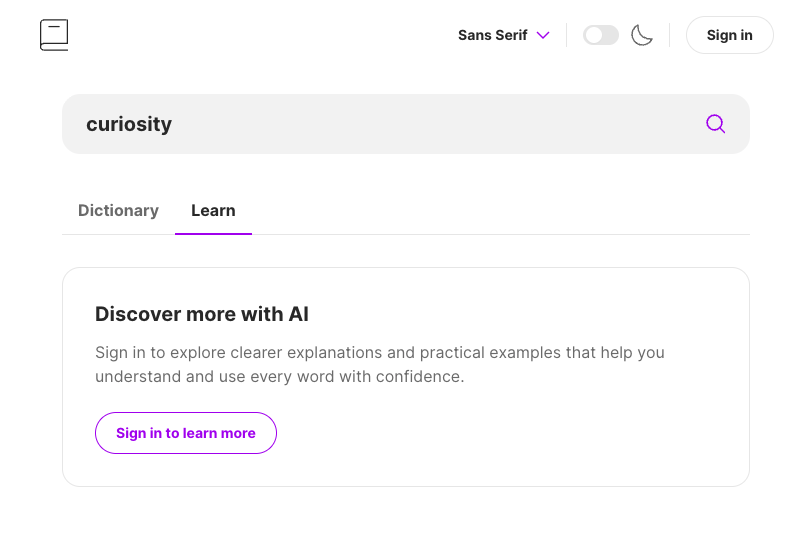 Sans Serif
Sign in
curiosity
Dictionary
Learn
Discover more with AI
Sign in to explore clearer explanations and practical examples that help you
understand and use every word with confidence.
Sign in to learn more